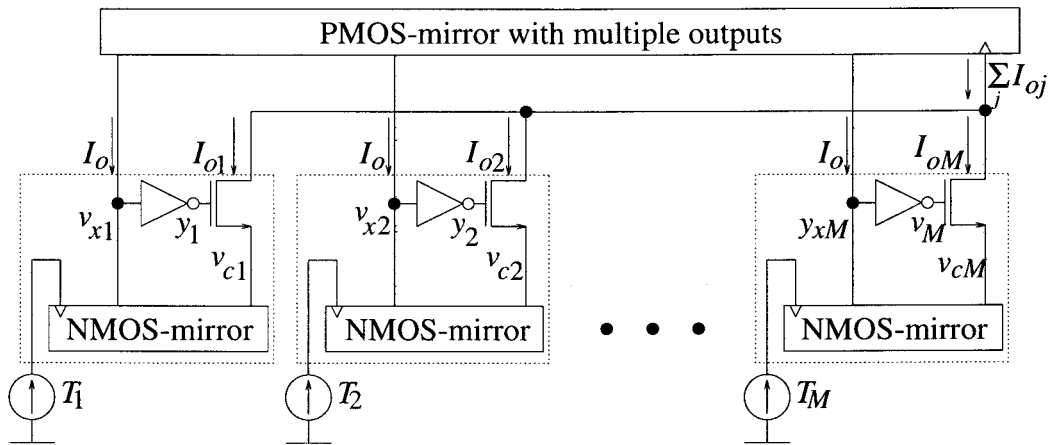 PMOS-mirror with multiple outputs
∑_j I_oj
I_o I_o1 I_o I_o2 I_o I_oM
v_x1 y_1 v_x2 y_2 y_xM v_M
v_c1 v_c2 v_cM
NMOS-mirror NMOS-mirror NMOS-mirror
T_1 T_2 T_M